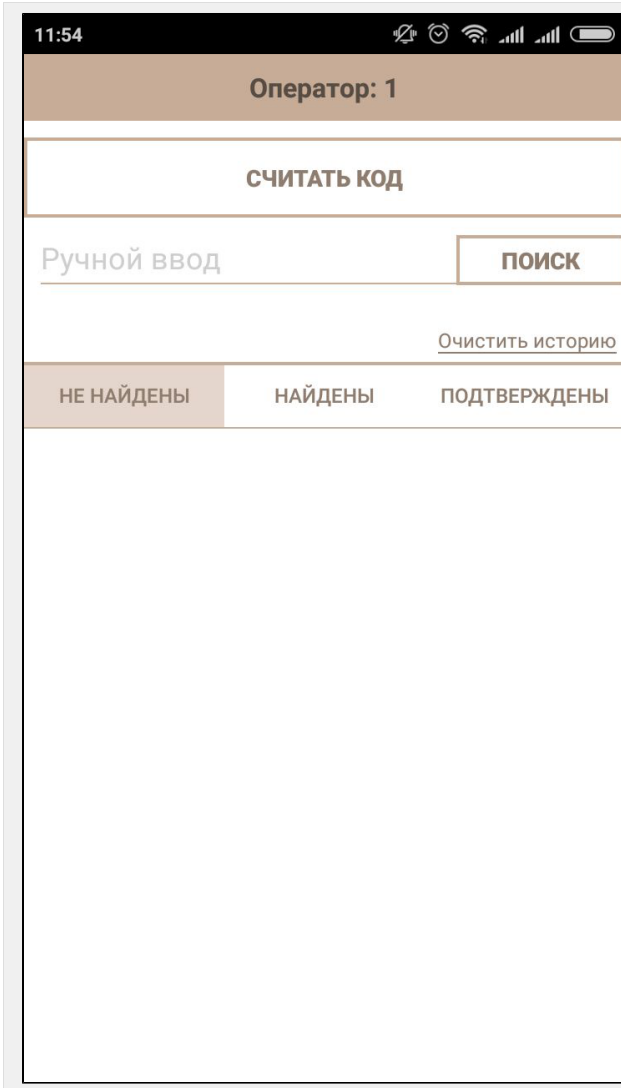 11:54
Оператор: 1
СЧИТАТЬ КОД
Ручной ввод ПОИСК
Очистить историю
НЕ НАЙДЕНЫ НАЙДЕНЫ ПОДТВЕРЖДЕНЫ